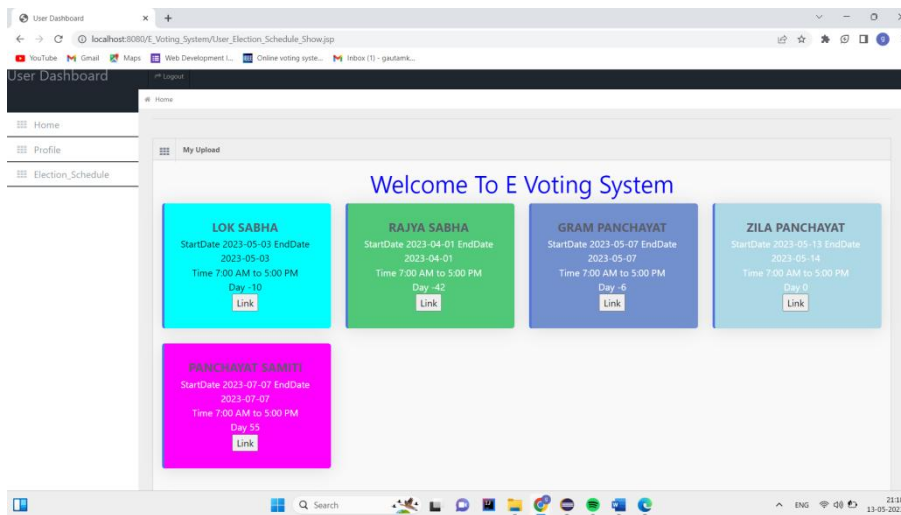 User Dashboard
localhost:8080/E_Voting_System/User_Election_Schedule_Show.jsp
YouTube Gmail Maps Web Development I... Online voting syste... Inbox (1) - gautamk...
User Dashboard Logout
Home
Home
Profile
Election_Schedule
My Upload
Welcome To E Voting System
LOK SABHA
StartDate 2023-05-03 EndDate
2023-05-03
Time 7:00 AM to 5:00 PM
Day -10
Link
RAJYA SABHA
StartDate 2023-04-01 EndDate
2023-04-01
Time 7:00 AM to 5:00 PM
Day -42
Link
GRAM PANCHAYAT
StartDate 2023-05-07 EndDate
2023-05-07
Time 7:00 AM to 5:00 PM
Day -6
Link
ZILA PANCHAYAT
StartDate 2023-05-13 EndDate
2023-05-14
Time 7:00 AM to 5:00 PM
Day 0
Link
PANCHAYAT SAMITI
StartDate 2023-07-07 EndDate
2023-07-07
Time 7:00 AM to 5:00 PM
Day 55
Link
Search
ENG